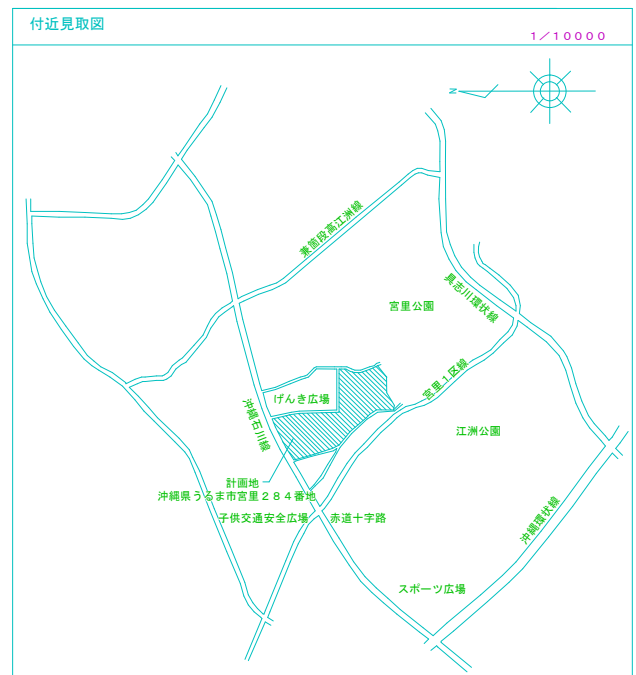 付近見取図
1／10000
N
兼箇段高江洲線
具志川環状線
宮里公園
宮里1区線
げんき広場
沖縄石川線
江洲公園
計画地
沖縄県うるま市宮里284番地
子供交通安全広場
赤道十字路
沖縄環状線
スポーツ広場